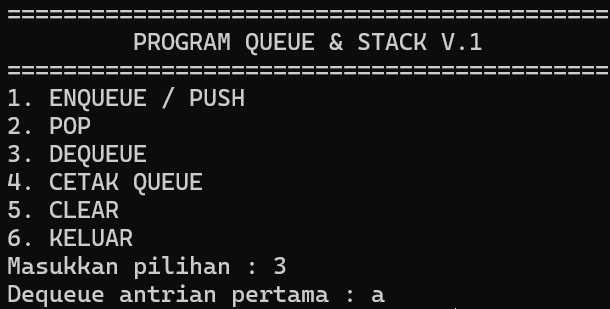 ===========================================
PROGRAM QUEUE & STACK V.1
===========================================
1. ENQUEUE / PUSH
2. POP
3. DEQUEUE
4. CETAK QUEUE
5. CLEAR
6. KELUAR
Masukkan pilihan : 3
Dequeue antrian pertama : a